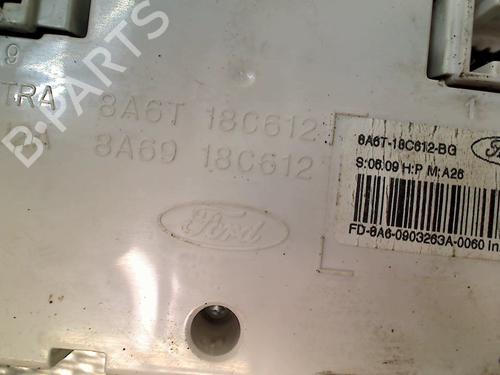 9
TRA 8A6T 18C612
8A69 18C612
Ford
8A6T-18C612-BG
S:06.09 H:P M:A26
FD-8A6-0903263A-0060 In
1
B-PARTS